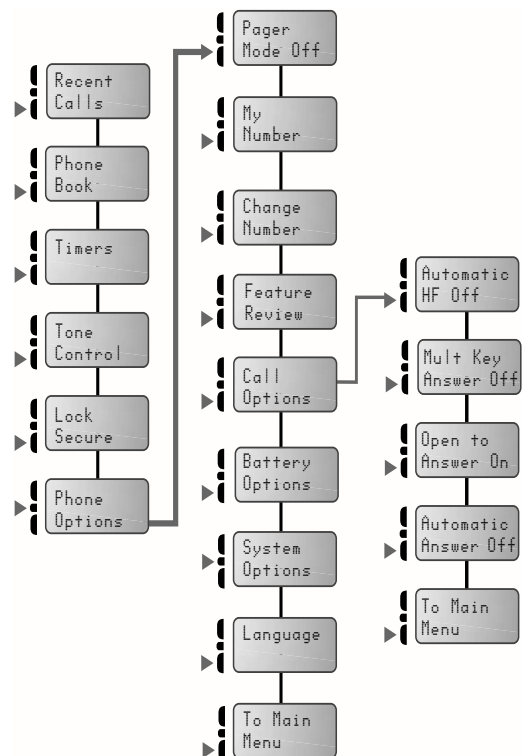 Recent
Calls
Phone
Book
Timers
Tone
Control
Lock
Secure
Phone
Options
Pager
Mode Off
My
Number
Change
Number
Feature
Review
Call
Options
Battery
Options
System
Options
Language
To Main
Menu
Automatic
HF Off
Mult Key
Answer Off
Open to
Answer On
Automatic
Answer Off
To Main
Menu